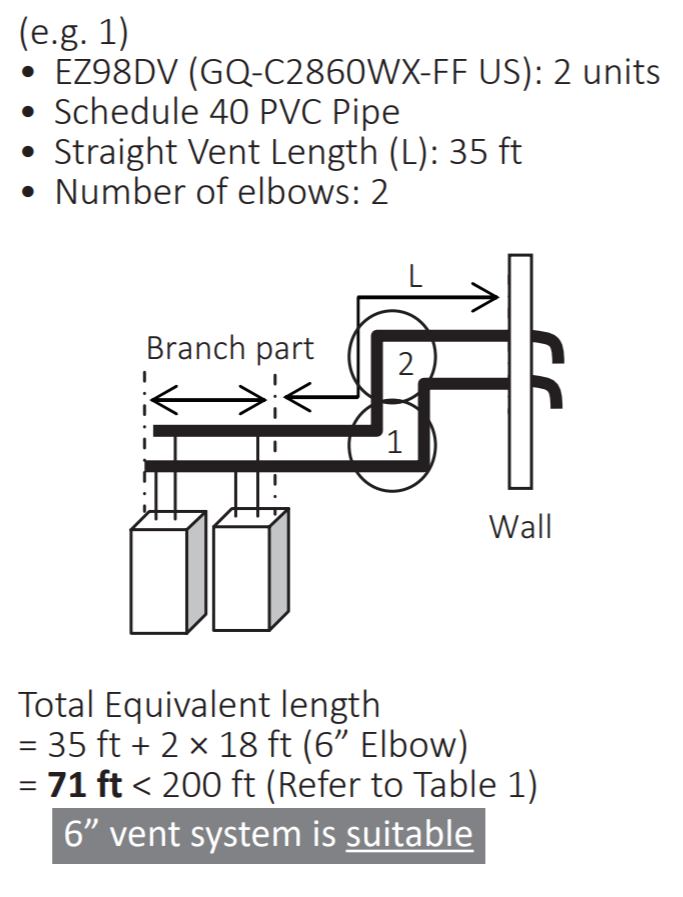 (e.g. 1)
• EZ98DV (GQ-C2860WX-FF US): 2 units
• Schedule 40 PVC Pipe
• Straight Vent Length (L): 35 ft
• Number of elbows: 2
L
Branch part
2
1
Wall
Total Equivalent length
= 35 ft + 2 × 18 ft (6” Elbow)
= 71 ft < 200 ft (Refer to Table 1)
6” vent system is suitable